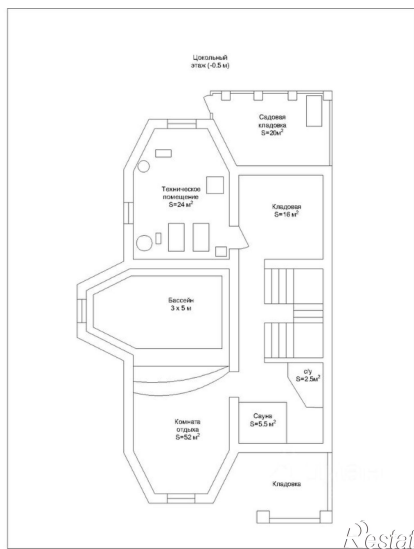 Цокольный
этаж (-0.5 м)
Садовая
кладовка
S=20м²
Техническое
помещение
S=24 м²
Кладовая
S=16 м²
Бассейн
3 x 5 м
с/у
S=2.5м²
Сауна
S=5.5 м²
Комната
отдыха
S=52 м²
Кладовка
Restate